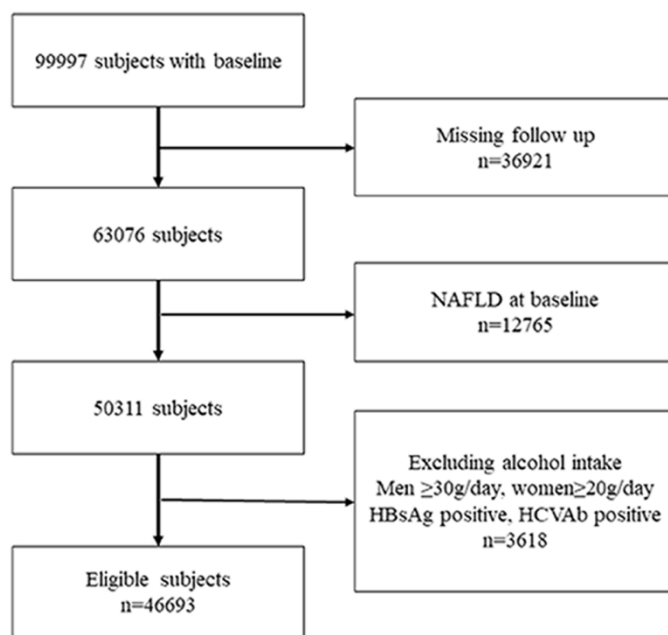 99997 subjects with baseline
Missing follow up
n=36921
63076 subjects
NAFLD at baseline
n=12765
50311 subjects
Excluding alcohol intake
Men ≥30g/day, women≥20g/day
HBsAg positive, HCVAb positive
n=3618
Eligible subjects
n=46693